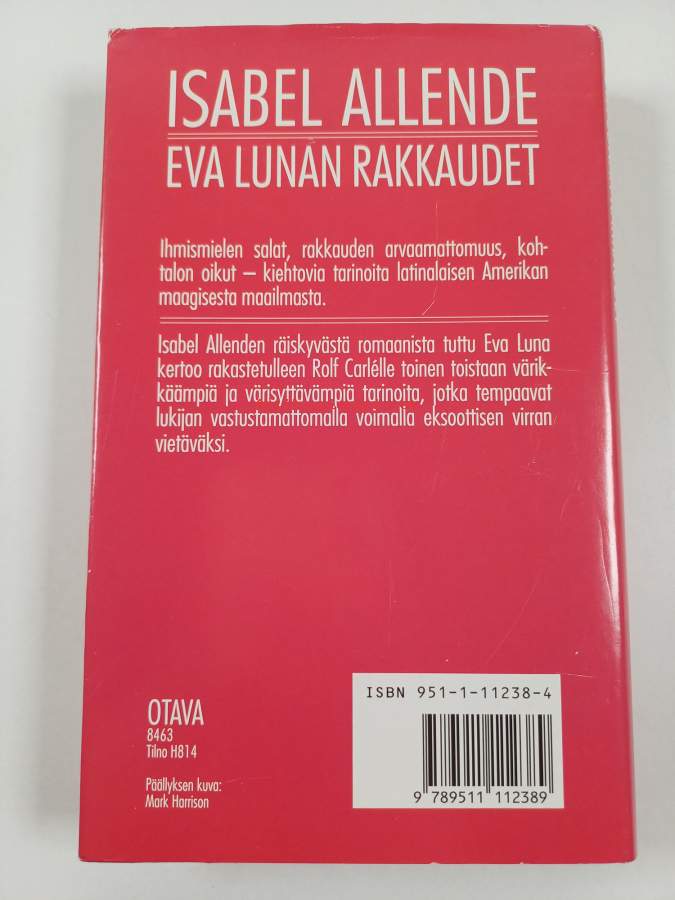 ISABEL ALLENDE
EVA LUNAN RAKKAUDET
Ihmismielen salat, rakkauden arvaamattomuus, koh-
talon oikut – kiehtovia tarinoita latinalaisen Amerikan
maagisesta maailmasta.
Isabel Allenden räiskyvästä romaanista tuttu Eva Luna
kertoo rakastetulleen Rolf Carlélle toinen toistaan värik-
käämpiä ja värisyttävämpiä tarinoita, jotka tempaavat
lukijan vastustamattomalla voimalla eksoottisen virran
vietäväksi.
ISBN 951-1-11238-4
OTAVA
8463
Tilno H814
Päällyksen kuva:
Mark Harrison
9 789511 112389